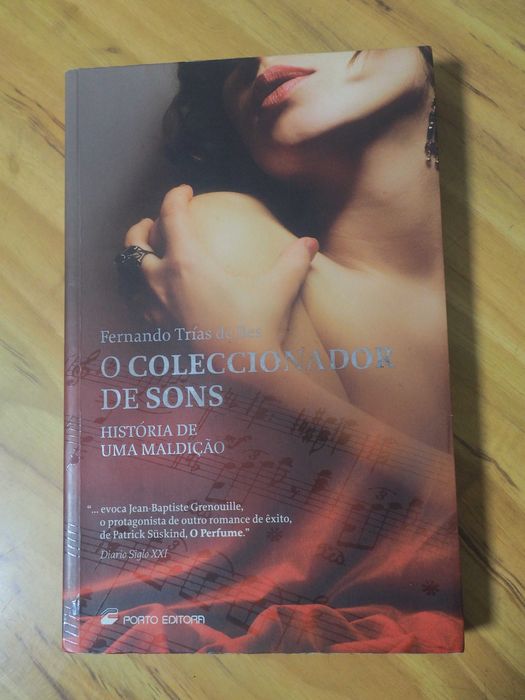 Fernando Trías de Bes
O COLECCIONADOR
DE SONS
HISTÓRIA DE
UMA MALDIÇÃO
“... evoca Jean-Baptiste Grenouille,
o protagonista de outro romance de êxito,
de Patrick Süskind, O Perfume.”
Diario Siglo XXI
PORTO EDITORA